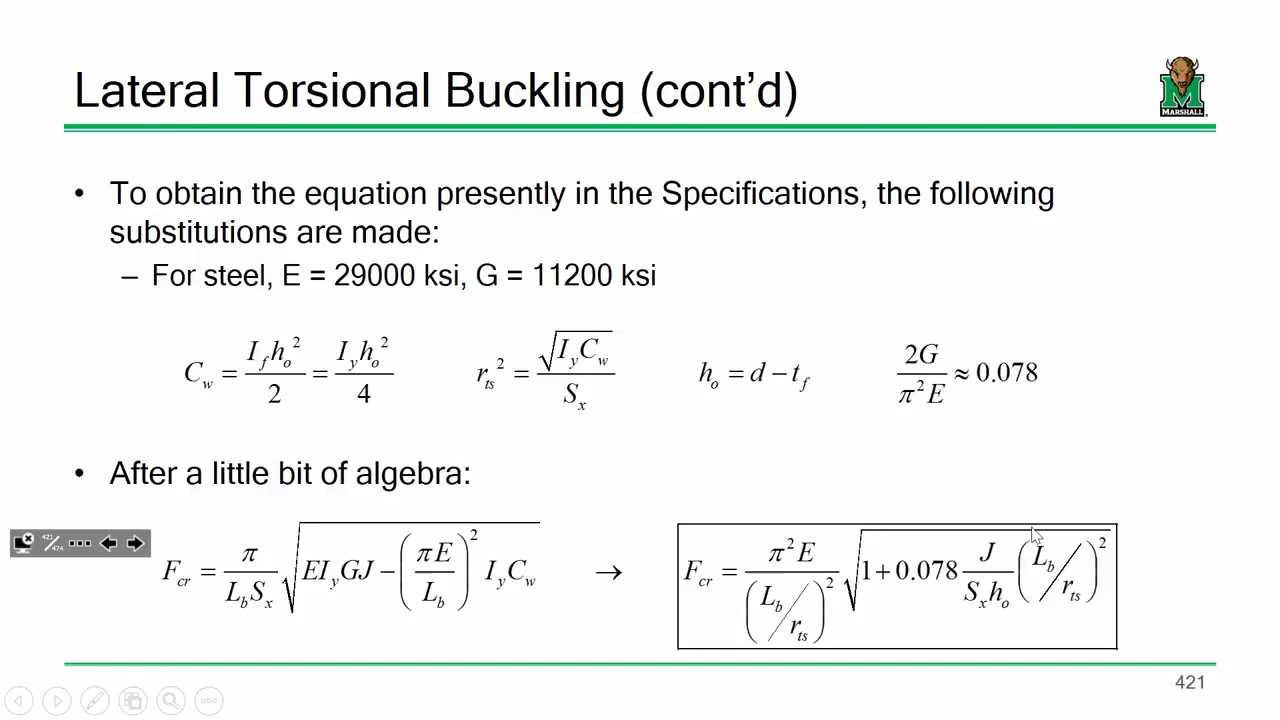 Lateral Torsional Buckling (cont’d)
MARSHALL
• To obtain the equation presently in the Specifications, the following
substitutions are made:
– For steel, E = 29000 ksi, G = 11200 ksi
C_w = I_f h_o^2 / 2 = I_y h_o^2 / 4    r_ts^2 = √(I_y C_w) / S_x    h_o = d − t_f    2G / π^2 E ≈ 0.078
• After a little bit of algebra:
421/424
F_cr = π / (L_b S_x) √(E I_y G J − (πE / L_b)^2 I_y C_w) → F_cr = π^2 E / (L_b / r_ts)^2 √(1 + 0.078 J / (S_x h_o) (L_b / r_ts)^2)
421